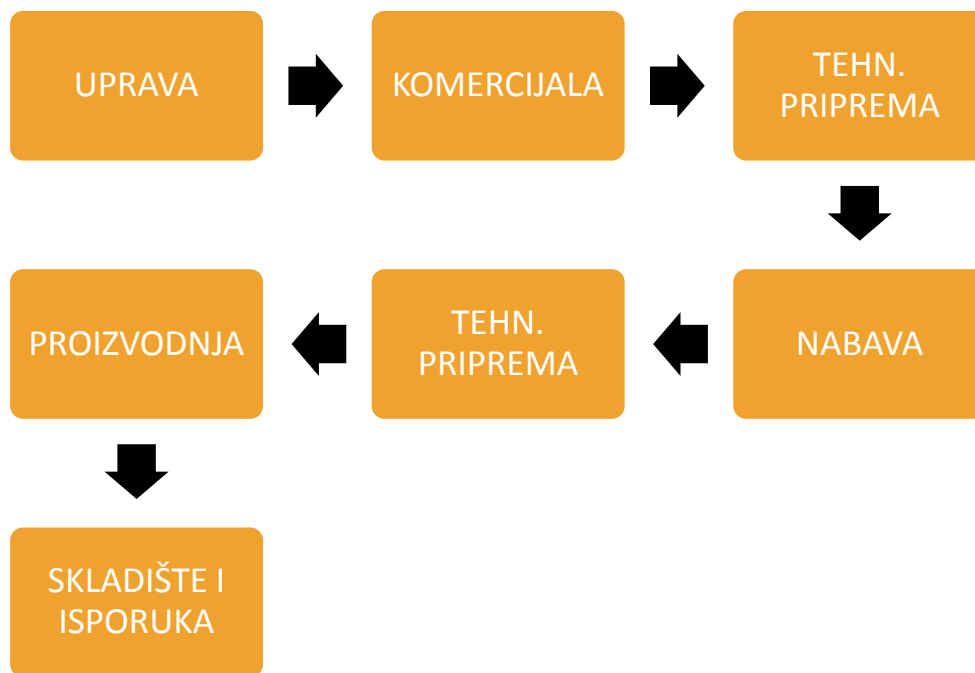 UPRAVA
KOMERCIJALA
TEHN.
PRIPREMA
NABAVA
TEHN.
PRIPREMA
PROIZVODNJA
SKLADIŠTE I
ISPORUKA